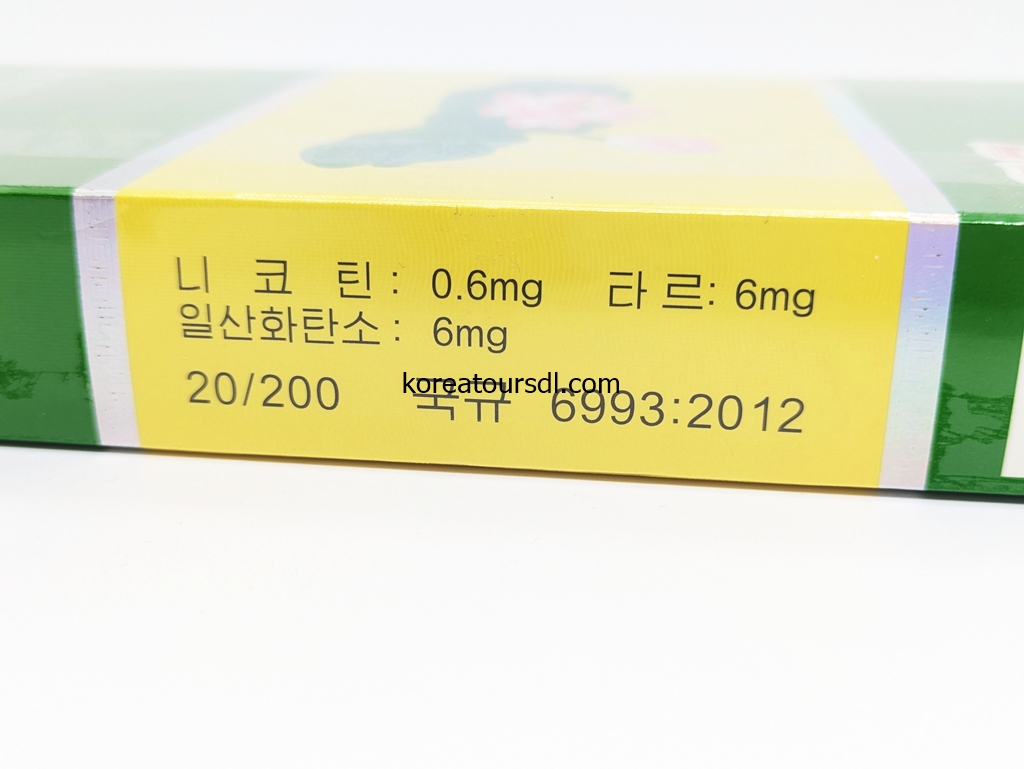 니 코 틴 : 0.6mg 타 르: 6mg
일산화탄소 : 6mg
20/200 국규 6993:2012
koreatoursdl.com